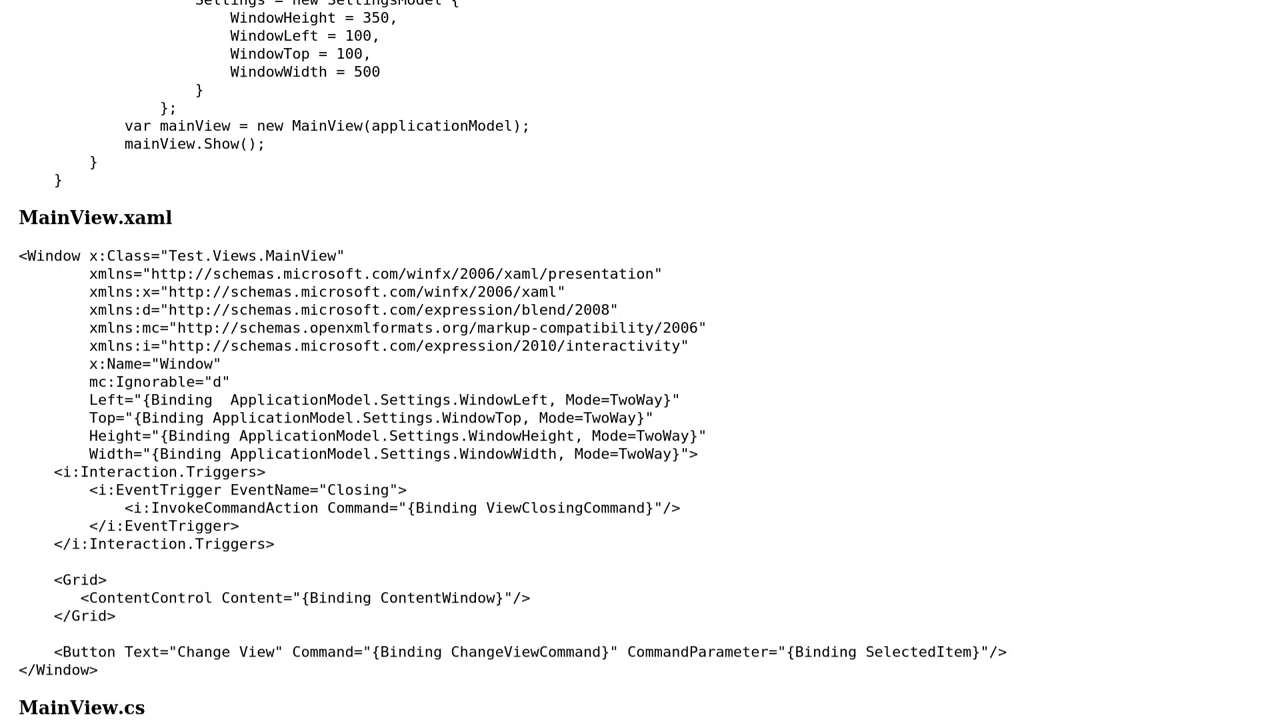 Settings = new SettingsModel {
WindowHeight = 350,
WindowLeft = 100,
WindowTop = 100,
WindowWidth = 500
}
};
var mainView = new MainView(applicationModel);
mainView.Show();
}
}
MainView.xaml
<Window x:Class="Test.Views.MainView"
xmlns="http://schemas.microsoft.com/winfx/2006/xaml/presentation"
xmlns:x="http://schemas.microsoft.com/winfx/2006/xaml"
xmlns:d="http://schemas.microsoft.com/expression/blend/2008"
xmlns:mc="http://schemas.openxmlformats.org/markup-compatibility/2006"
xmlns:i="http://schemas.microsoft.com/expression/2010/interactivity"
x:Name="Window"
mc:Ignorable="d"
Left="{Binding  ApplicationModel.Settings.WindowLeft, Mode=TwoWay}"
Top="{Binding ApplicationModel.Settings.WindowTop, Mode=TwoWay}"
Height="{Binding ApplicationModel.Settings.WindowHeight, Mode=TwoWay}"
Width="{Binding ApplicationModel.Settings.WindowWidth, Mode=TwoWay}">
<i:Interaction.Triggers>
<i:EventTrigger EventName="Closing">
<i:InvokeCommandAction Command="{Binding ViewClosingCommand}"/>
</i:EventTrigger>
</i:Interaction.Triggers>
<Grid>
<ContentControl Content="{Binding ContentWindow}"/>
</Grid>
<Button Text="Change View" Command="{Binding ChangeViewCommand}" CommandParameter="{Binding SelectedItem}"/>
</Window>
MainView.cs